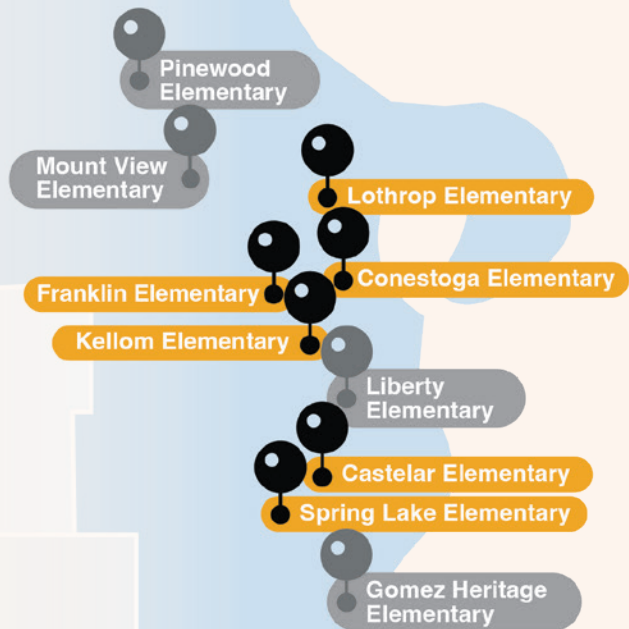 Pinewood
Elementary
Mount View
Elementary
Lothrop Elementary
Conestoga Elementary
Franklin Elementary
Kellom Elementary
Liberty
Elementary
Castelar Elementary
Spring Lake Elementary
Gomez Heritage
Elementary